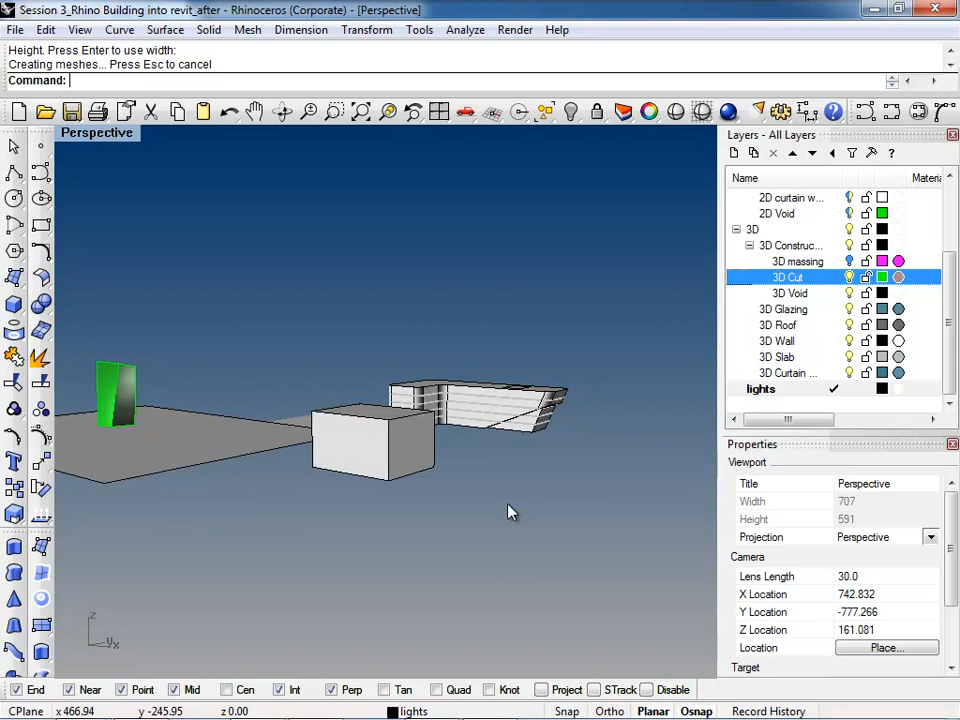 Session 3_Rhino Building into revit_after - Rhinoceros (Corporate) - [Perspective]
File Edit View Curve Surface Solid Mesh Dimension Transform Tools Analyze Render Help
Height. Press Enter to use width:
Creating meshes... Press Esc to cancel
Command:
Perspective
Layers - All Layers
Name Materia
2D curtain w...
2D Void
3D
3D Construc...
3D massing
3D Cut
3D Void
3D Glazing
3D Roof
3D Wall
3D Slab
3D Curtain ...
lights
Properties
Viewport
Title Perspective
Width 707
Height 591
Projection Perspective
Camera
Lens Length 30.0
X Location 742.832
Y Location -777.266
Z Location 161.081
Location Place...
Target
z
y x
End Near Point Mid Cen Int Perp Tan Quad Knot Project STrack Disable
CPlane x 466.94 y -245.95 z 0.00 lights Snap Ortho Planar Osnap Record History